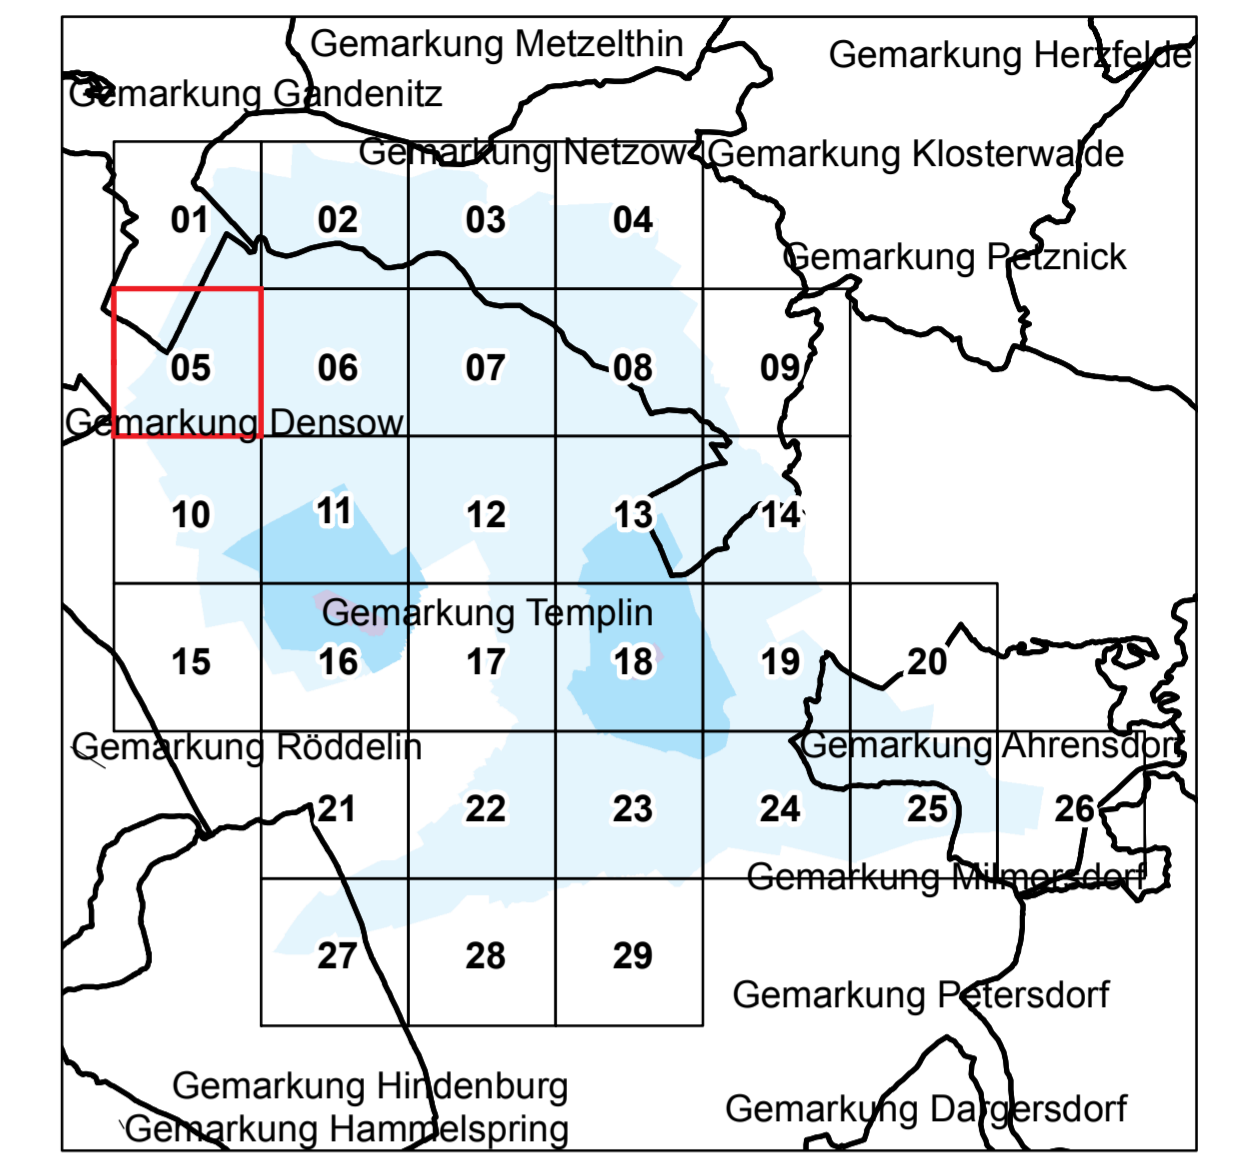 Gemarkung Metzelthin
Gemarkung Herzfelde
Gemarkung Gandenitz
Gemarkung Netzow
Gemarkung Klosterwalde
01
02
03
04
Gemarkung Petznick
05
06
07
08
09
Gemarkung Densow
10
11
12
13
14
Gemarkung Templin
15
16
17
18
19
20
Gemarkung Röddelin
Gemarkung Ahrensdorf
21
22
23
24
25
26
Gemarkung Milmersdorf
27
28
29
Gemarkung Petersdorf
Gemarkung Hindenburg
Gemarkung Dargersdorf
Gemarkung Hammelspring